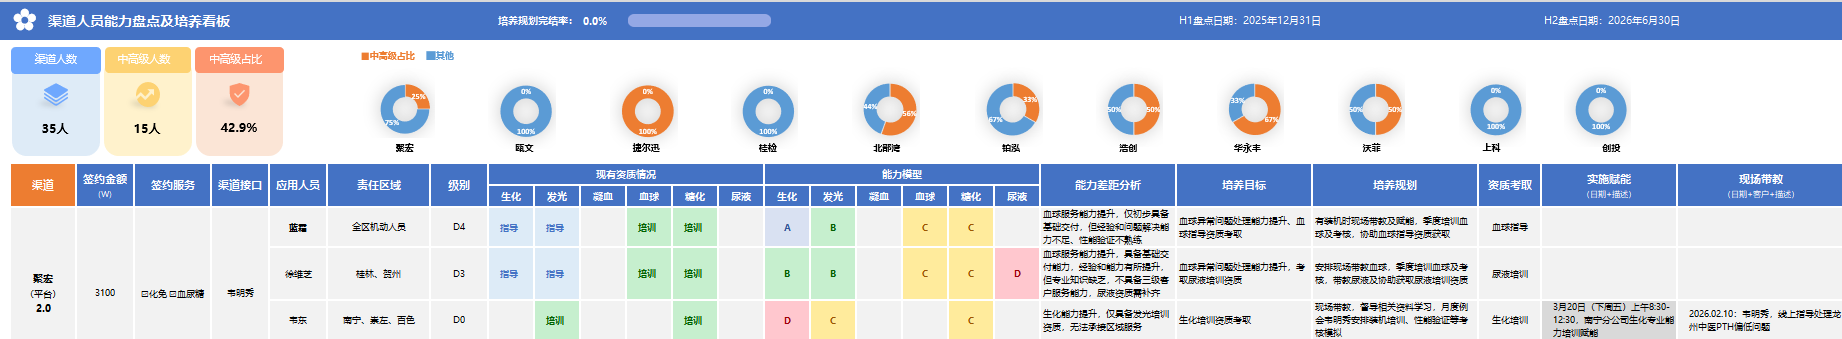 渠道人员能力盘点及培养看板
培养规划完结率： 0.0%
H1盘点日期： 2025年12月31日
H2盘点日期： 2026年6月30日
渠道人数
35人
中高级人数
15人
中高级占比
42.9%
中高级占比 其他
25%
75%
聚宏
0%
100%
瓯文
100%
捷尔迅
0%
100%
桂检
44%
56%
北部湾
33%
67%
铂泓
50% 50%
浩创
33%
67%
华永丰
50% 50%
沃菲
0%
100%
上科
0%
100%
创投
渠道 签约金额
(W) 签约服务 渠道接口 应用人员 责任区域 级别 现有资质情况 能力模型 能力差距分析 培养目标 培养规划 资质考取 实施赋能
(日期+描述) 现场带教
(日期+客户+描述)
生化 发光 凝血 血球 糖化 尿液 生化 发光 凝血 血球 糖化 尿液
聚宏
(平台)
2.0
3100
☑化免 ☑血尿糖
韦明秀
蓝霜 全区机动人员 D4 指导 指导 培训 培训 A B C C
血球服务能力提升，仅初步具备
基础交付，但经验和问题解决能
力不足、性能验证不熟练
血球异常问题处理能力提升、血
球指导资质考取
有装机时现场带教及赋能，季度培训血
球及考核，协助血球指导资质获取
血球指导
徐维芝 桂林、贺州 D3 指导 指导 培训 培训 B B C C D
血球服务能力提升，具备基础交
付能力，经验和能力有所提升，
但专业知识缺乏，不具备三级客
户服务能力，尿液资质需补齐
血球异常问题处理能力提升，考
取尿液培训资质
安排现场带教血球，季度培训血球及考
核，带教尿液及协助获取尿液培训资质
尿液培训
韦东 南宁、崇左、百色 D0 培训 培训 D C C
生化能力提升，仅具备发光培训
资质，无法承接区域服务
生化培训资质考取
现场带教，督导相关资料学习，月度例
会韦明秀安排装机培训、性能验证等考
核模拟
生化培训
3月20日（下周五）上午8:30-
12:30，南宁分公司生化专业能
力培训赋能
2026.02.10：韦明秀，线上指导处理龙
州中医PTH偏低问题